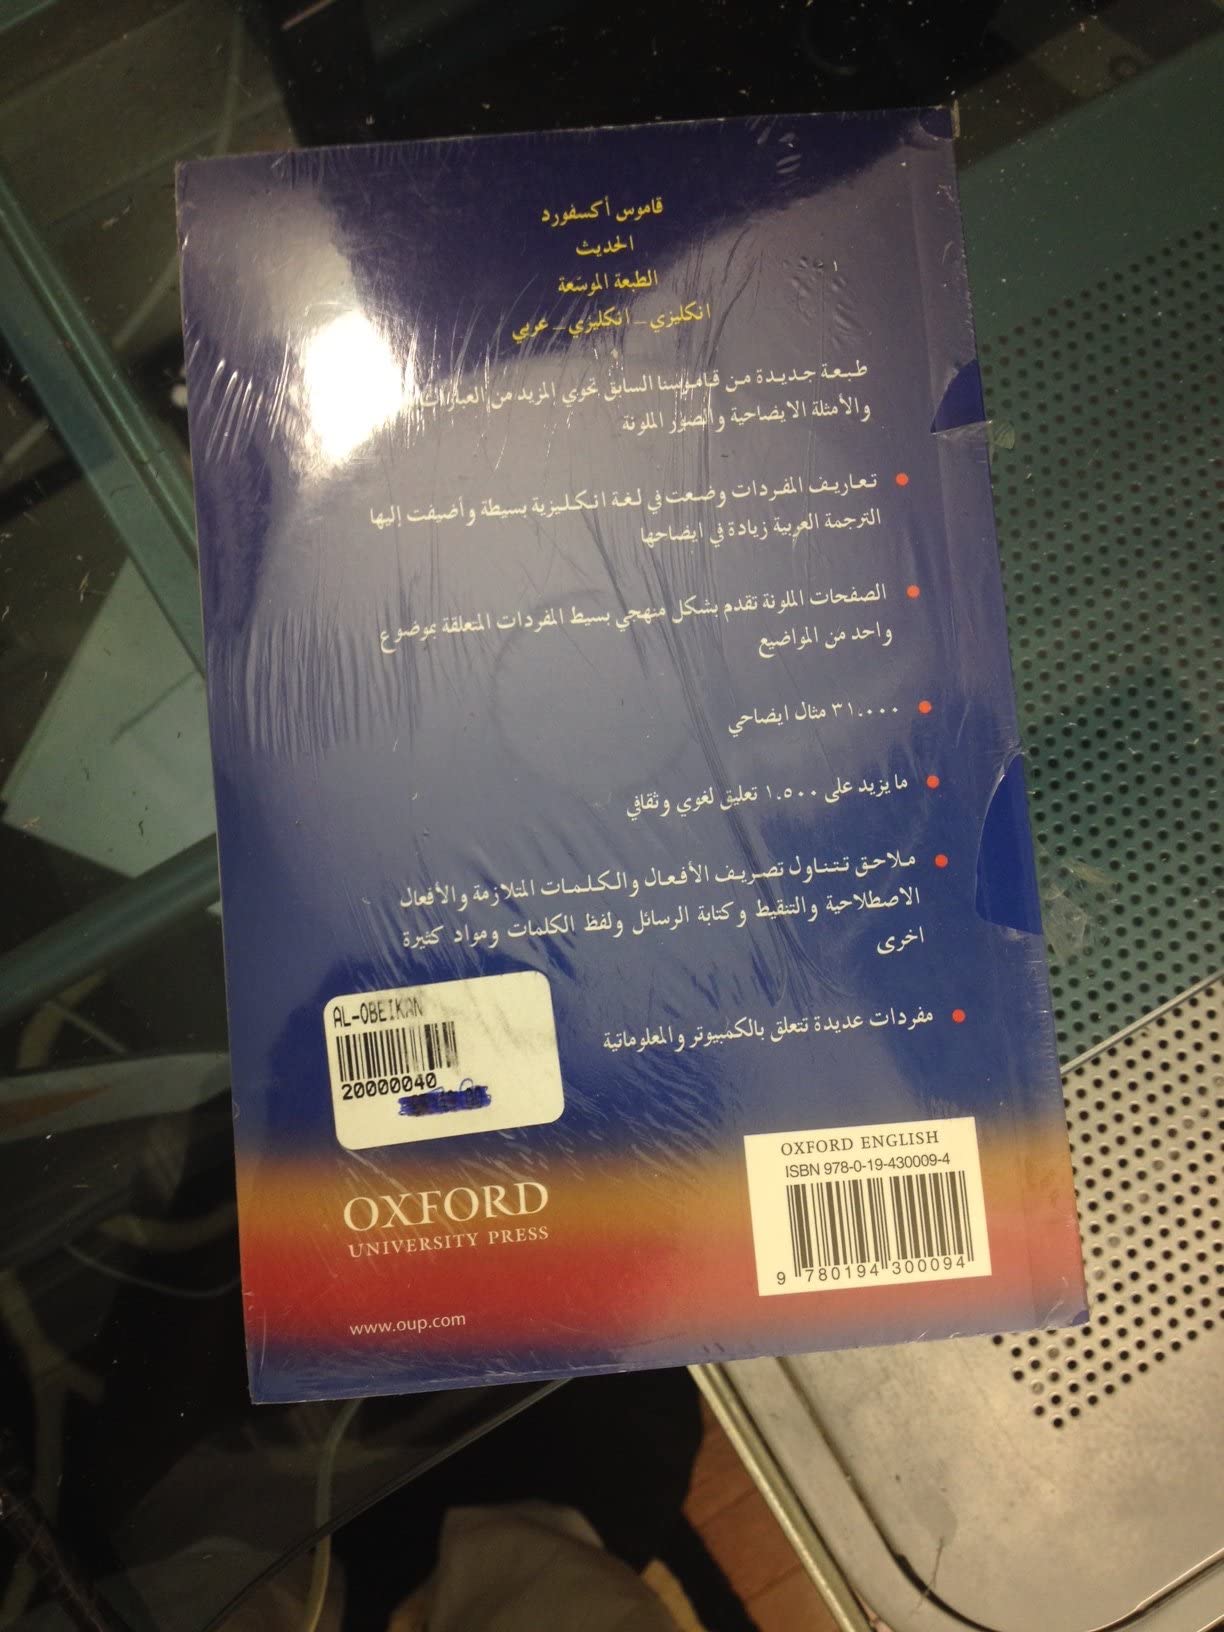 قاموس أكسفورد
الحديث
الطبعة الموسّعة
انكليزي - انكليزي - عربي
طبعة جديدة من قاموسنا السابق تحوي المزيد من العبارات
والأمثلة الايضاحية والصور الملونة
تعاريف المفردات وضعت في لغة انكليزية بسيطة وأضيفت إليها
الترجمة العربية زيادة في ايضاحها
الصفحات الملونة تقدم بشكل منهجي بسيط المفردات المتعلقة بموضوع
واحد من المواضيع
٣١.٠٠٠ مثال ايضاحي
ما يزيد على ١.٥٠٠ تعليق لغوي وثقافي
ملاحق تتناول تصريف الأفعال والكلمات المتلازمة والأفعال
الاصطلاحية والتنقيط وكتابة الرسائل ولفظ الكلمات ومواد كثيرة
اخرى
مفردات عديدة تتعلق بالكمبيوتر والمعلوماتية
AL-OBEIKAN
20000040
OXFORD
UNIVERSITY PRESS
www.oup.com
OXFORD ENGLISH
ISBN 978-0-19-430009-4
9 780194 300094